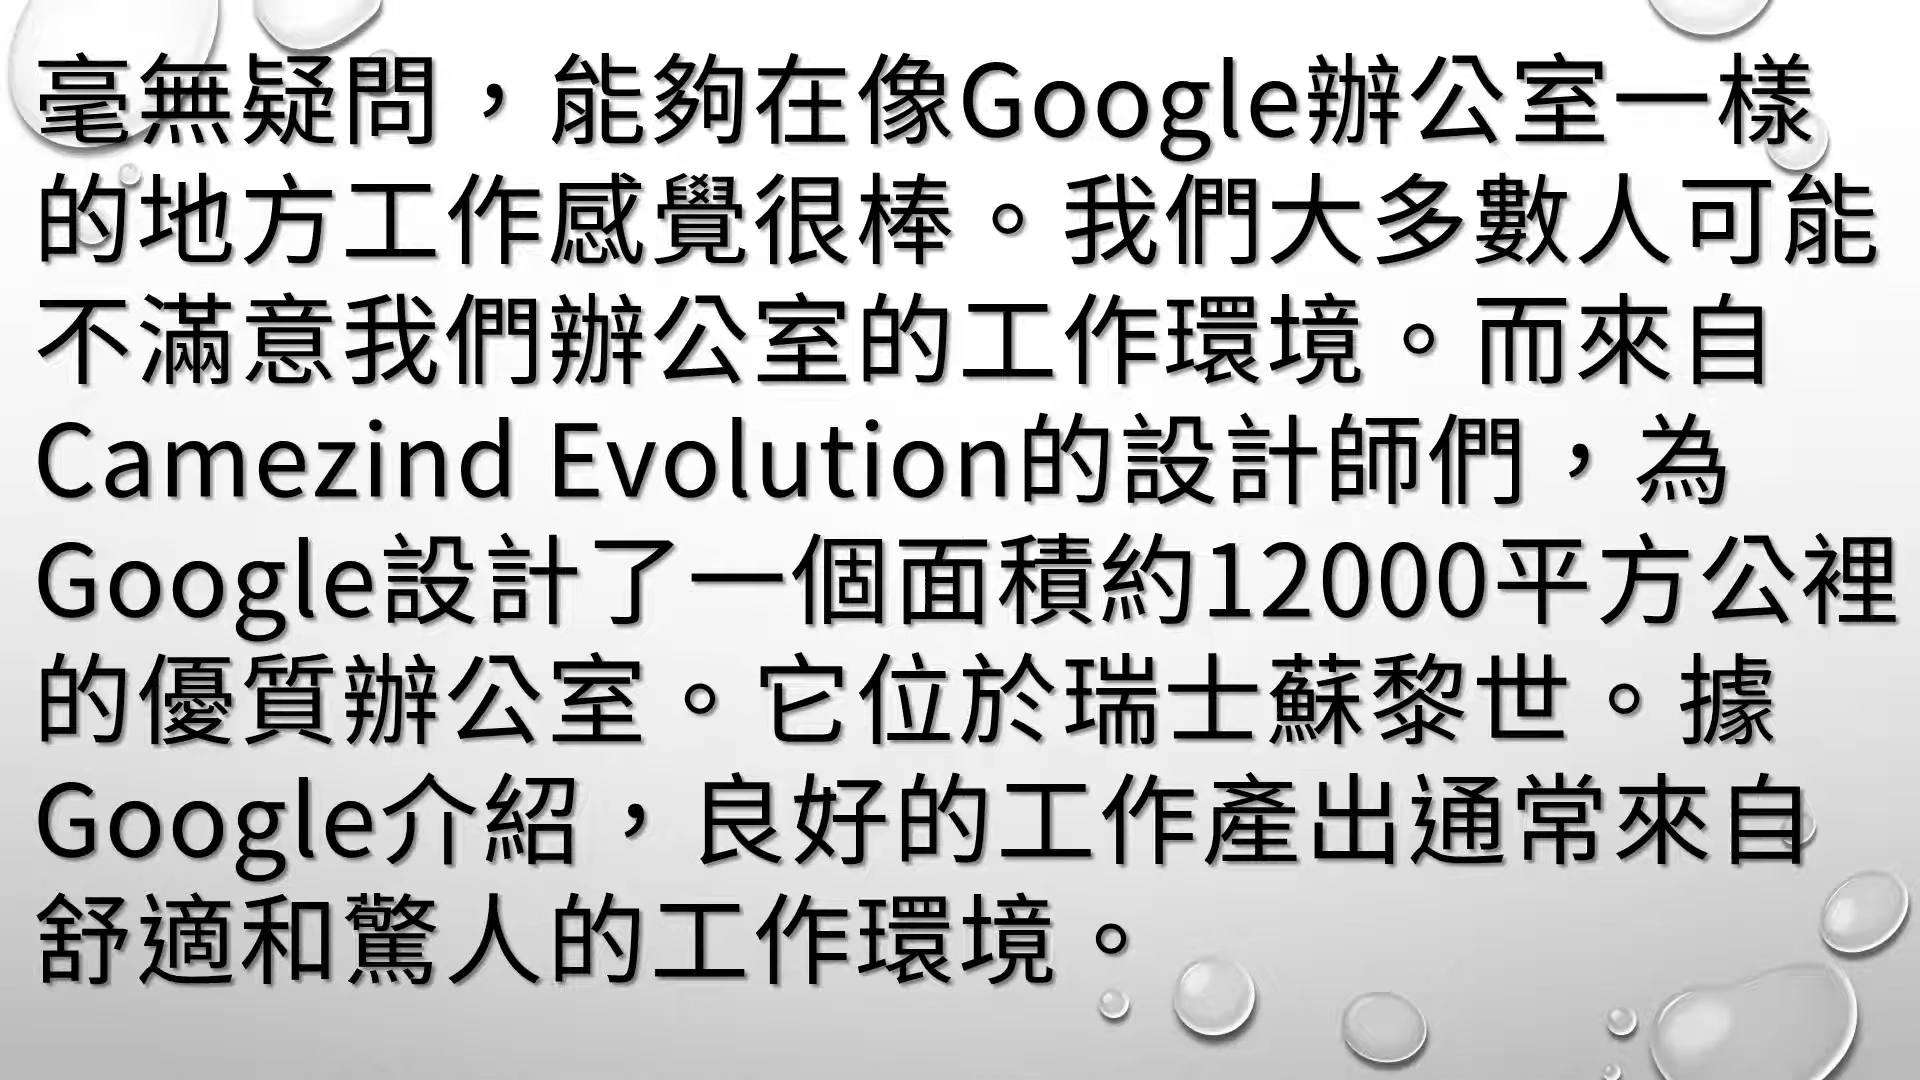 毫無疑問，能夠在像Google辦公室一樣
的地方工作感覺很棒。我們大多數人可能
不滿意我們辦公室的工作環境。而來自
Camezind Evolution的設計師們，為
Google設計了一個面積約12000平方公裡
的優質辦公室。它位於瑞士蘇黎世。據
Google介紹，良好的工作產出通常來自
舒適和驚人的工作環境。